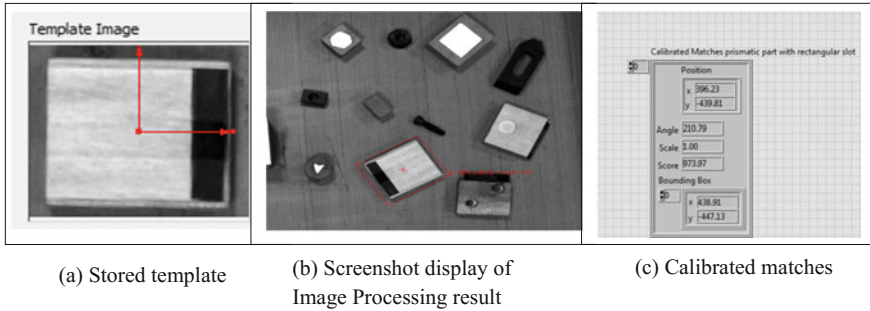 Template Image
Calibrated Matches prismatic part with rectangular slot
0
Position
x 396.23
y -439.81
Angle 210.79
Scale 1.00
Score 973.97
Bounding Box
0
x 438.91
y -447.13
(a) Stored template
(b) Screenshot display of
Image Processing result
(c) Calibrated matches